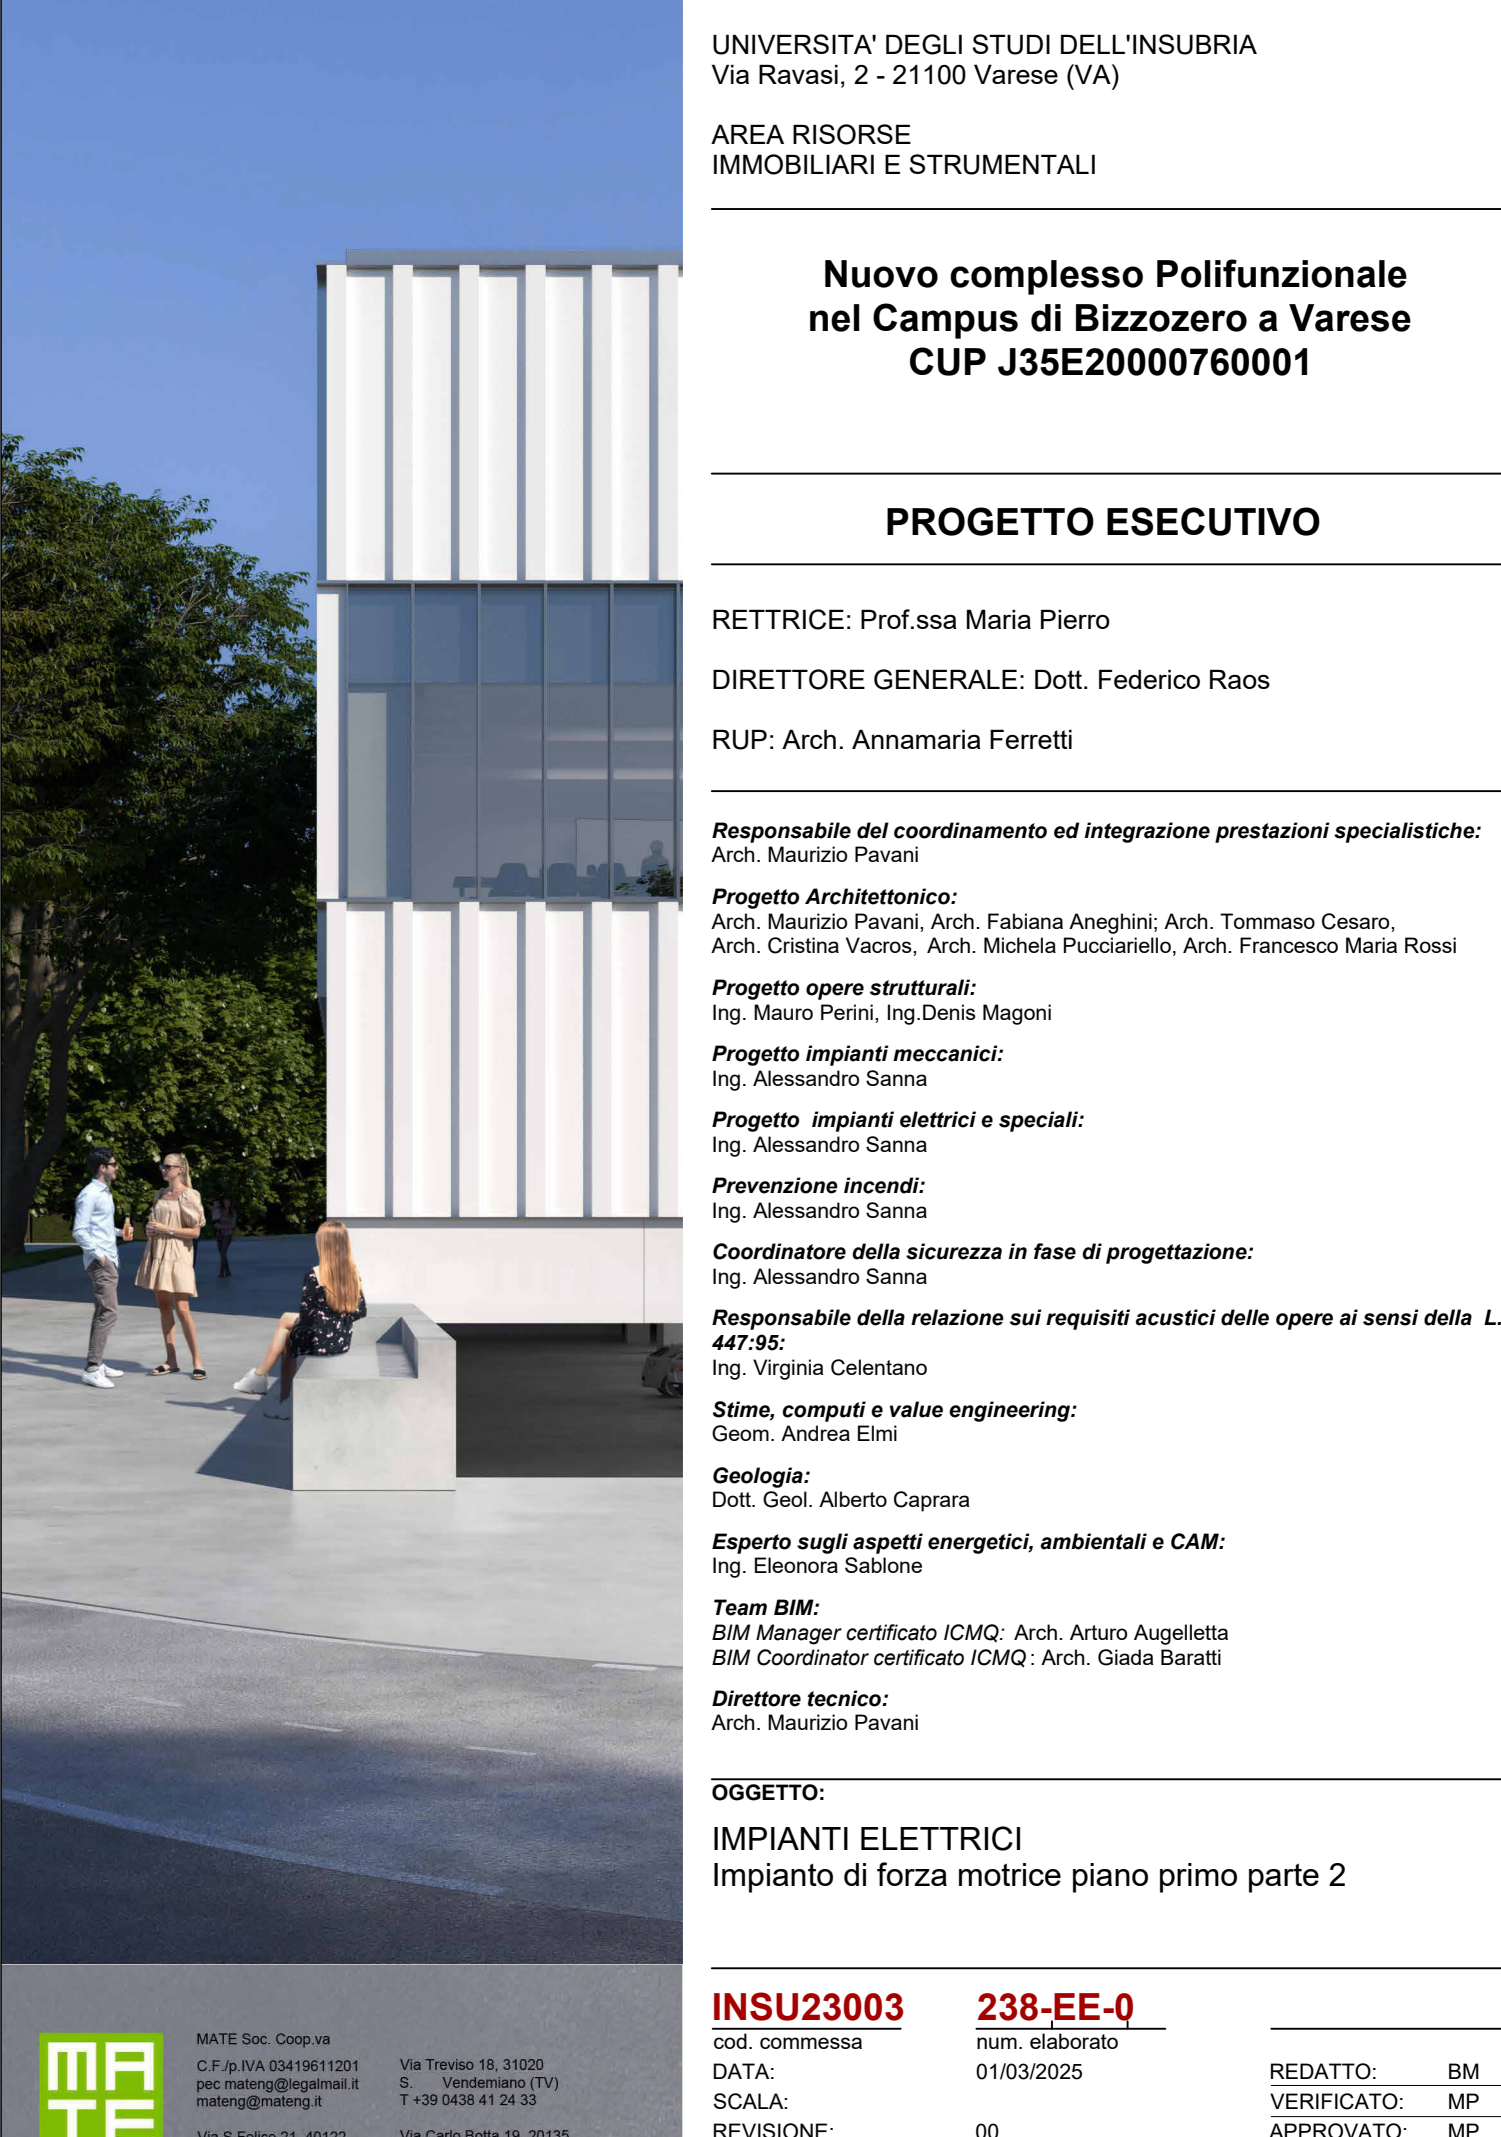 UNIVERSITA' DEGLI STUDI DELL'INSUBRIA
Via Ravasi, 2 - 21100 Varese (VA)
AREA RISORSE
IMMOBILIARI E STRUMENTALI
Nuovo complesso Polifunzionale
nel Campus di Bizzozero a Varese
CUP J35E20000760001
PROGETTO ESECUTIVO
RETTRICE: Prof.ssa Maria Pierro
DIRETTORE GENERALE: Dott. Federico Raos
RUP: Arch. Annamaria Ferretti
Responsabile del coordinamento ed integrazione prestazioni specialistiche:
Arch. Maurizio Pavani
Progetto Architettonico:
Arch. Maurizio Pavani, Arch. Fabiana Aneghini; Arch. Tommaso Cesaro,
Arch. Cristina Vacros, Arch. Michela Pucciariello, Arch. Francesco Maria Rossi
Progetto opere strutturali:
Ing. Mauro Perini, Ing.Denis Magoni
Progetto impianti meccanici:
Ing. Alessandro Sanna
Progetto impianti elettrici e speciali:
Ing. Alessandro Sanna
Prevenzione incendi:
Ing. Alessandro Sanna
Coordinatore della sicurezza in fase di progettazione:
Ing. Alessandro Sanna
Responsabile della relazione sui requisiti acustici delle opere ai sensi della L.
447:95:
Ing. Virginia Celentano
Stime, computi e value engineering:
Geom. Andrea Elmi
Geologia:
Dott. Geol. Alberto Caprara
Esperto sugli aspetti energetici, ambientali e CAM:
Ing. Eleonora Sablone
Team BIM:
BIM Manager certificato ICMQ: Arch. Arturo Augelletta
BIM Coordinator certificato ICMQ : Arch. Giada Baratti
Direttore tecnico:
Arch. Maurizio Pavani
OGGETTO:
IMPIANTI ELETTRICI
Impianto di forza motrice piano primo parte 2
INSU23003 238-EE-0
cod. commessa num. elaborato
DATA: 01/03/2025 REDATTO: BM
SCALA: VERIFICATO: MP
REVISIONE: 00 APPROVATO: MP
MATE
MATE Soc. Coop.va
C.F./p.IVA 03419611201
pec mateng@legalmail.it
mateng@mateng.it
Via S.Felice 21, 40122
Via Treviso 18, 31020
S. Vendemiano (TV)
T +39 0438 41 24 33
Via Carlo Botta 19, 20135